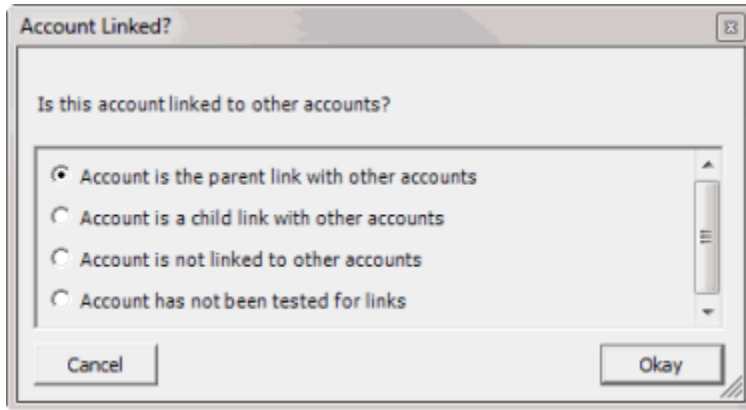 Account Linked?
Is this account linked to other accounts?
Account is the parent link with other accounts
Account is a child link with other accounts
Account is not linked to other accounts
Account has not been tested for links
Cancel
Okay